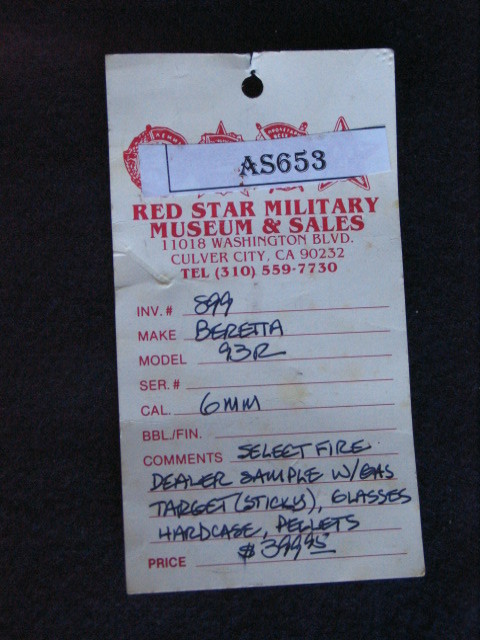 AS653
RED STAR MILITARY
MUSEUM & SALES
11018 WASHINGTON BLVD.
CULVER CITY, CA 90232
TEL (310) 559-7730
INV. # 899
MAKE BERETTA
MODEL 93R
SER. #
CAL. 6MM
BBL./FIN.
COMMENTS SELECT FIRE
DEALER SAMPLE W/GAS
TARGET (STICKY), GLASSES
HARDCASE, PELLETS
PRICE $399.95